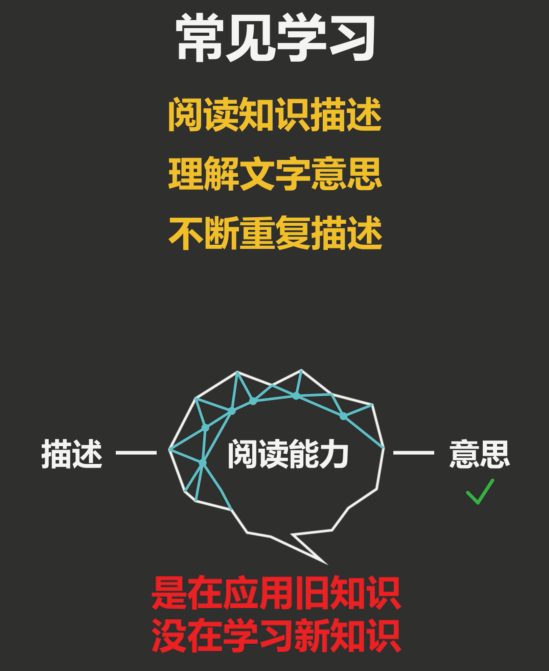 常见学习
阅读知识描述
理解文字意思
不断重复描述
描述
阅读能力
意思
是在应用旧知识
没在学习新知识